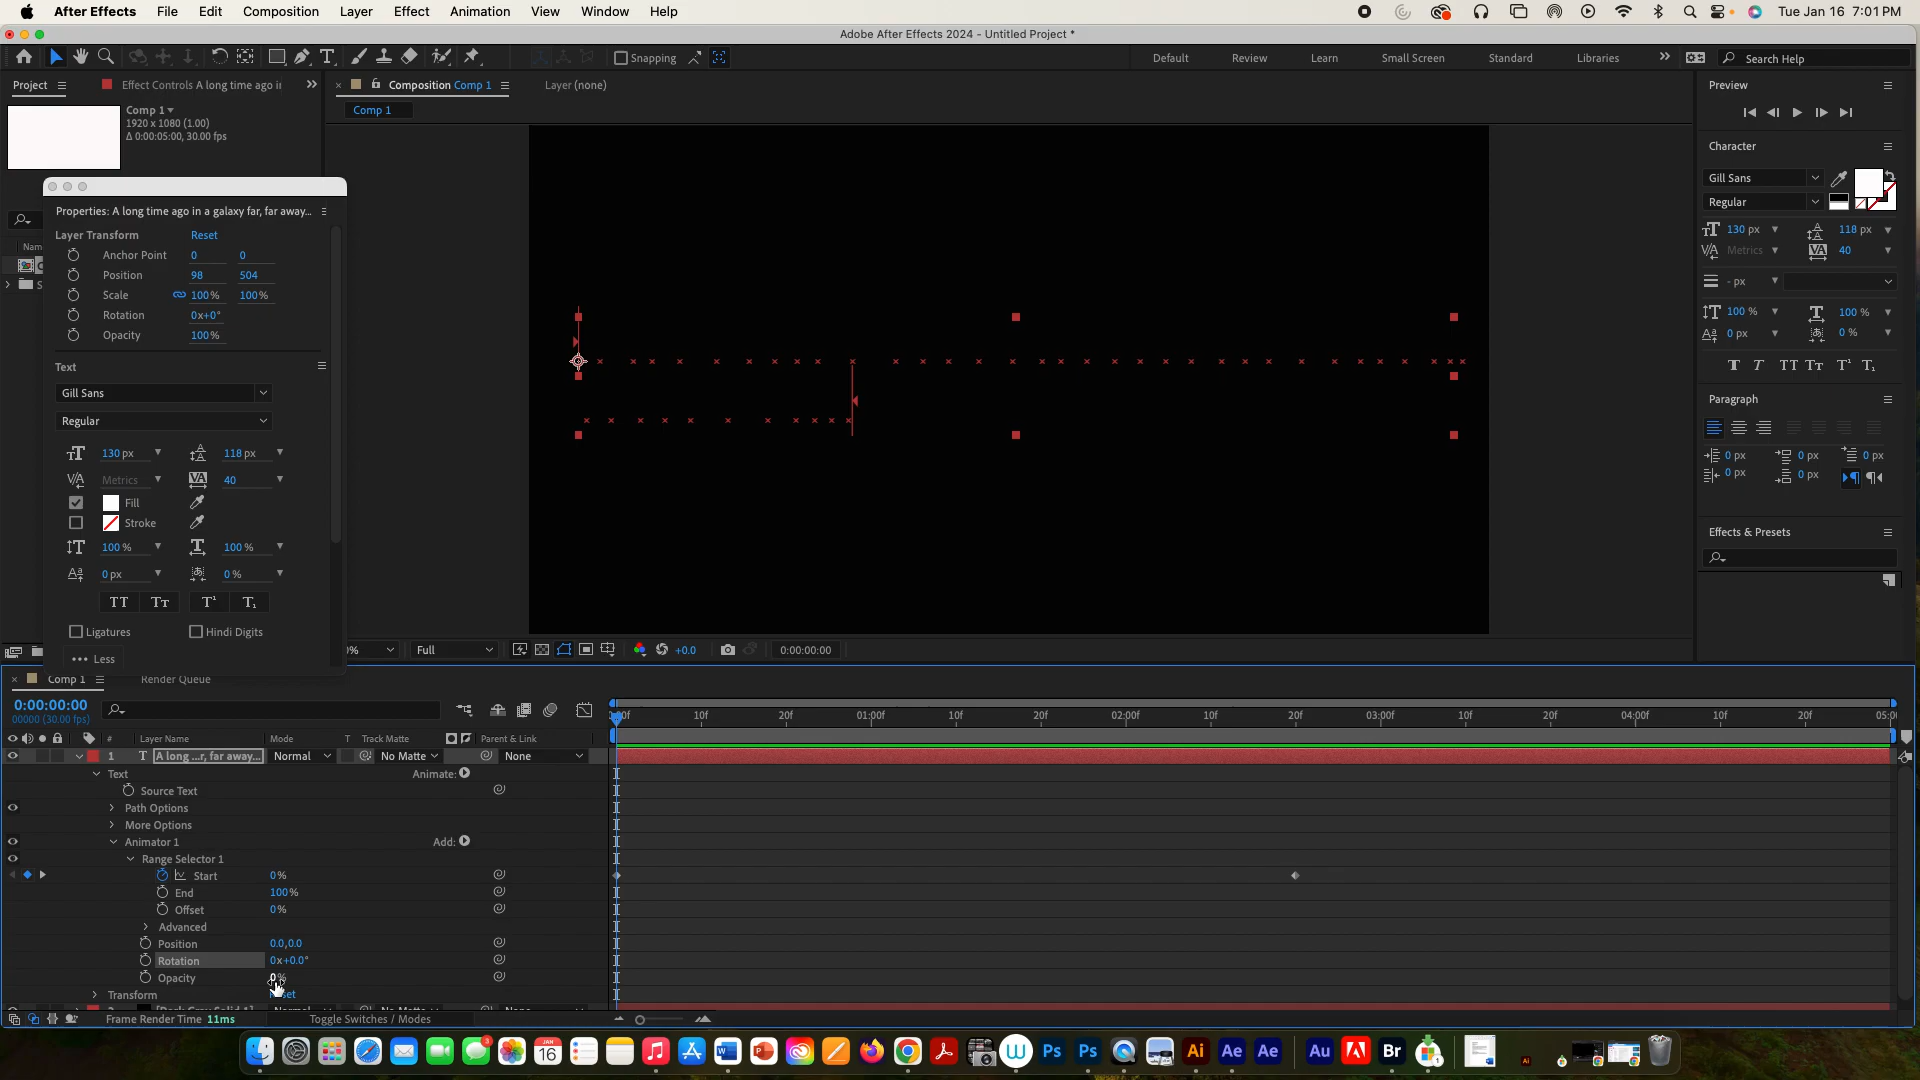 After Effects File Edit Composition Layer Effect Animation View Window Help Tue Jan 16 7:01 PM
Adobe After Effects 2024 - Untitled Project *
Snapping Default Review Learn Small Screen Standard Libraries Search Help
Project Effect Controls A long time ago in Composition Comp 1 Layer (none) Preview
Comp 1
1920 x 1080 (1.00)
Δ 0:00:05:00, 30.00 fps
Comp 1
Character
Gill Sans
Regular
130 px 118 px
Metrics 40
- px
100 % 100 %
0 px 0 %
Paragraph
0 px 0 px 0 px
0 px 0 px
Effects & Presets
Properties: A long time ago in a galaxy far, far away...
Layer Transform Reset
Anchor Point 0 0
Position 98 504
Scale 100% 100%
Rotation 0x+0°
Opacity 100%
Text
Gill Sans
Regular
130 px 118 px
Metrics 40
Fill
Stroke
100 % 100 %
0 px 0 %
Ligatures Hindi Digits
Less
Full +0.0 0:00:00:00
Comp 1 Render Queue
0:00:00:00
00000 (30.00 fps)
# Layer Name Mode T Track Matte Parent & Link
10f 20f 01:00f 10f 20f 02:00f 10f 20f 03:00f 10f 20f 04:00f 10f 20f
1 T A long ...r, far away... Normal No Matte None
Text Animate:
Source Text
Path Options
More Options
Animator 1 Add:
Range Selector 1
Start 0%
End 100%
Offset 0%
Advanced
Position 0.0,0.0
Rotation 0x+0.0°
Opacity 0%
Transform
Frame Render Time 11ms Toggle Switches / Modes